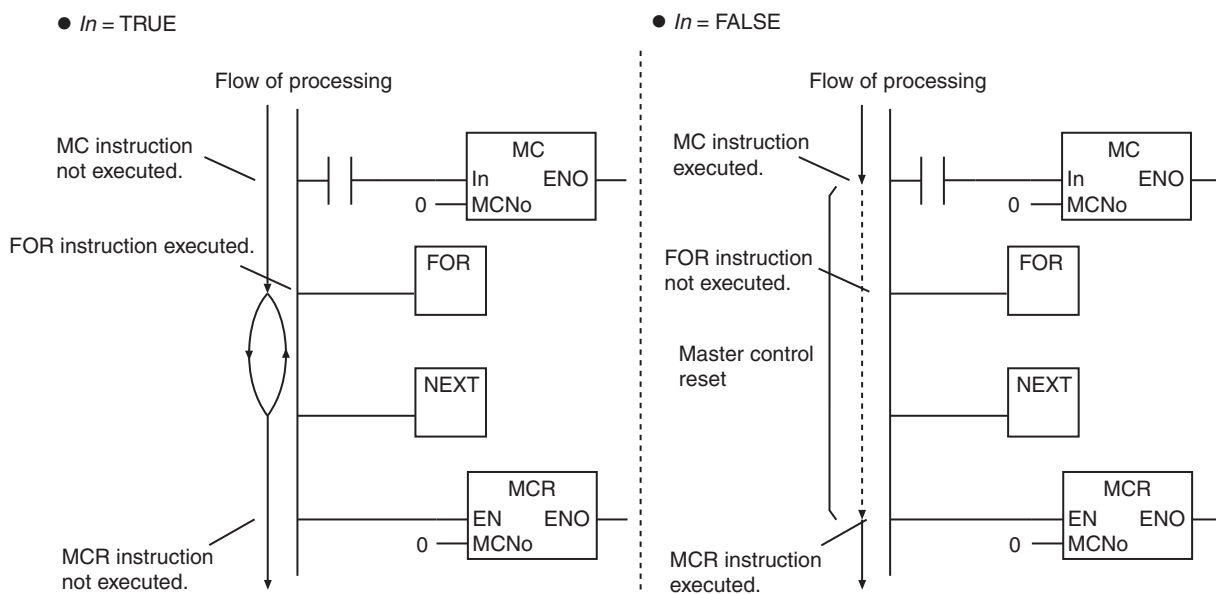 ● In = TRUE
Flow of processing
MC instruction
not executed.
MC
In ENO
0 MCNo
FOR instruction executed.
FOR
NEXT
MCR
EN ENO
0 MCNo
MCR instruction
not executed.
● In = FALSE
Flow of processing
MC instruction
executed.
MC
In ENO
0 MCNo
FOR instruction
not executed.
FOR
Master control
reset
NEXT
MCR
EN ENO
0 MCNo
MCR instruction
executed.